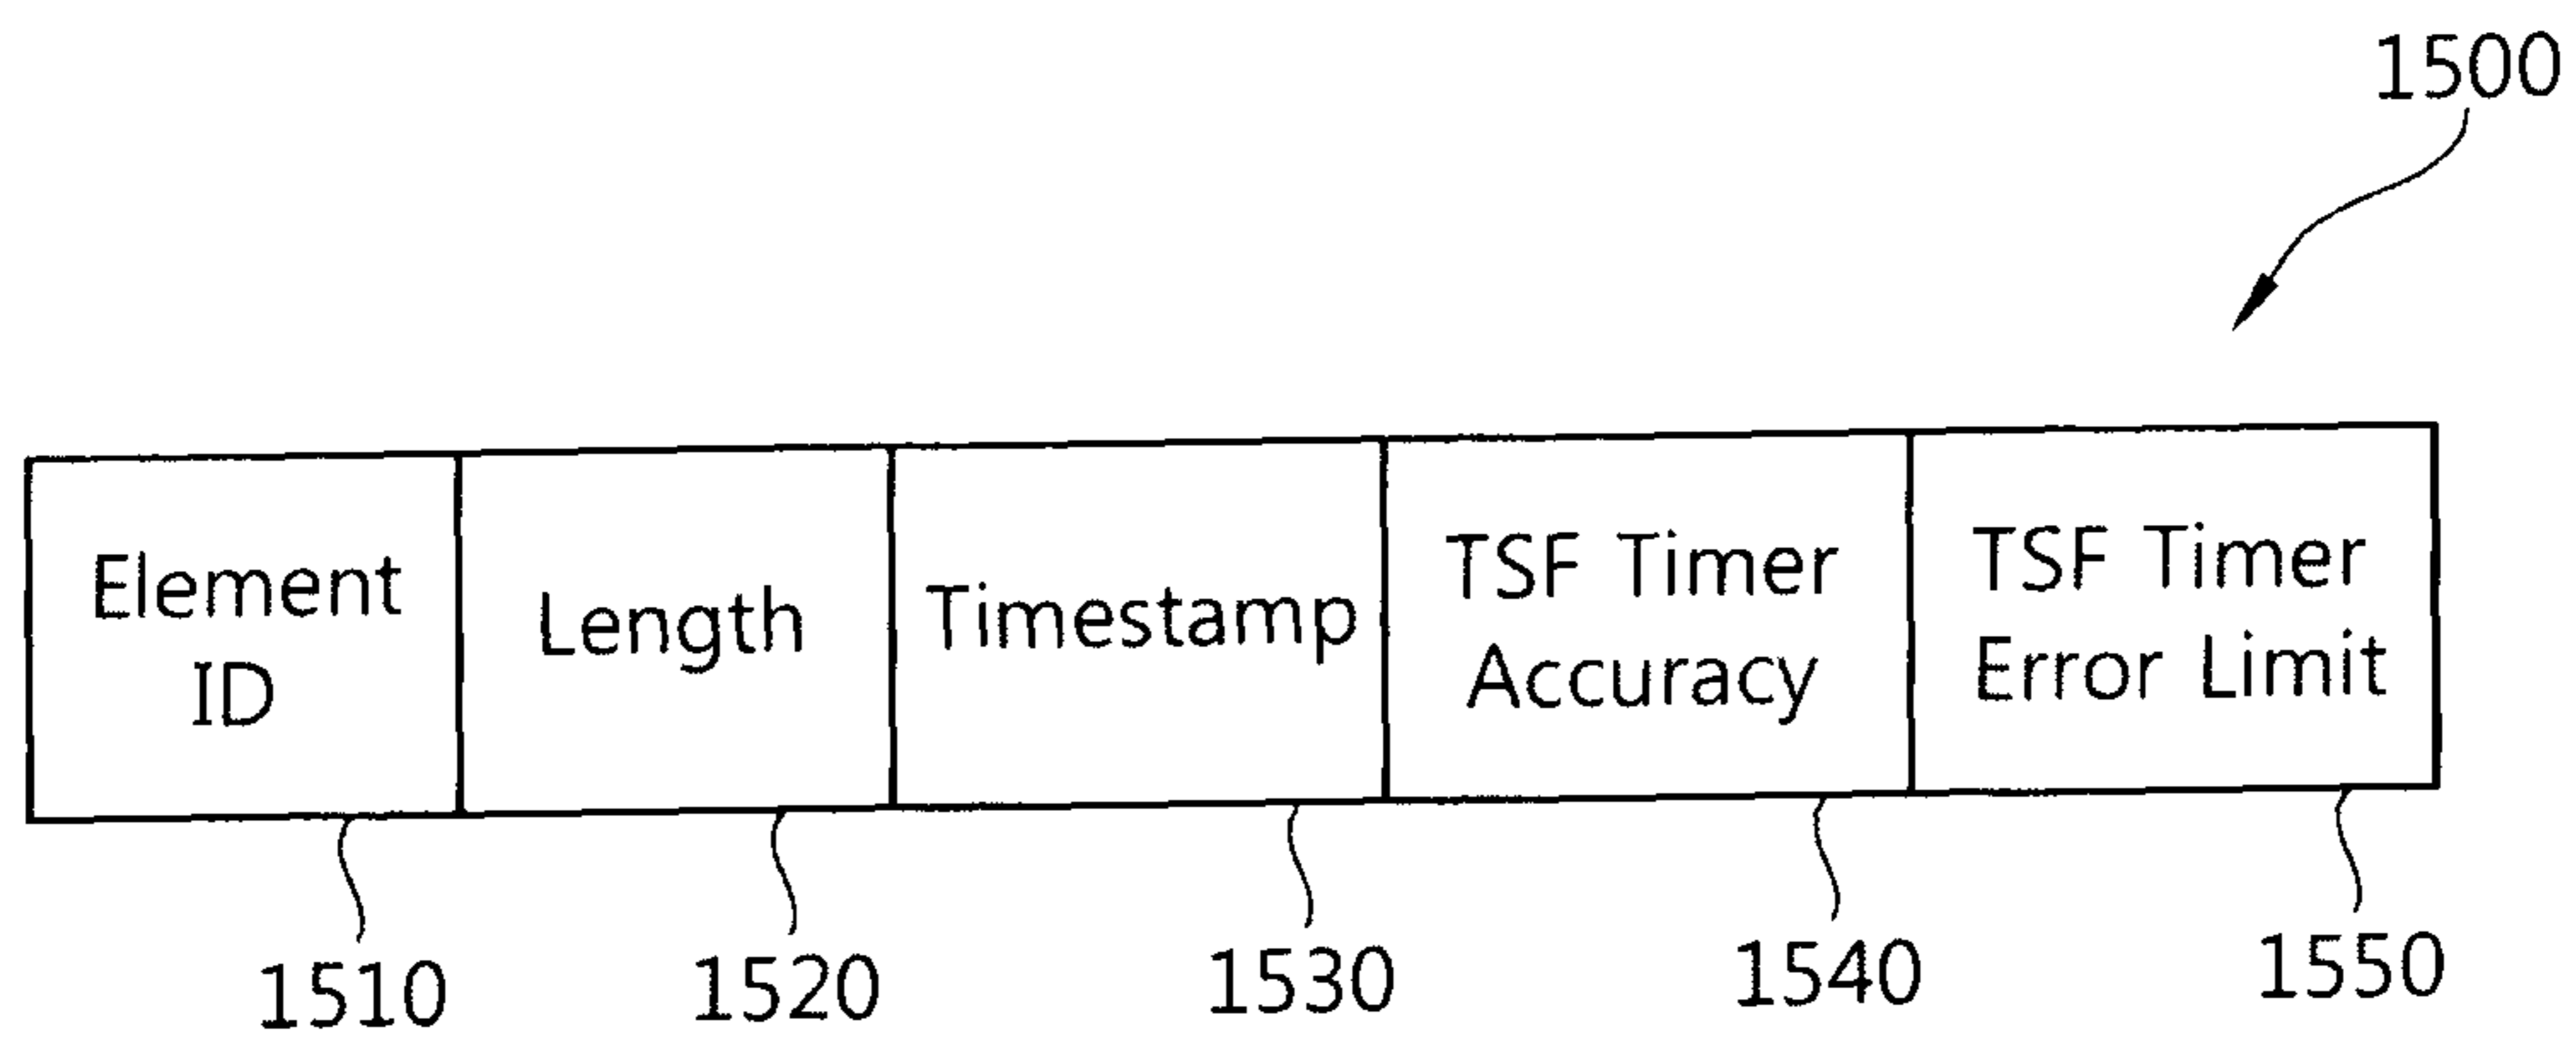 1500
Element
ID
Length
Timestamp
TSF Timer
Accuracy
TSF Timer
Error Limit
1510
1520
1530
1540
1550